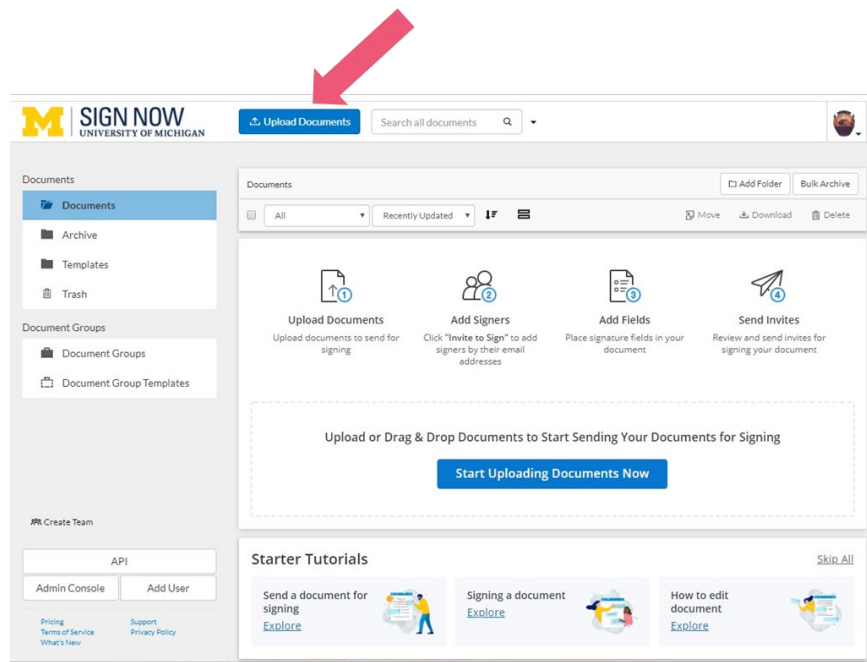 M SIGN NOW
UNIVERSITY OF MICHIGAN
Upload Documents
Search all documents
Documents
Documents
Archive
Templates
Trash
Document Groups
Document Groups
Document Group Templates
Create Team
API
Admin Console Add User
Pricing Support
Terms of Service Privacy Policy
What's New
Documents Add Folder Bulk Archive
All Recently Updated Move Download Delete
1 2 3 4
Upload Documents Add Signers Add Fields Send Invites
Upload documents to send for Click "Invite to Sign" to add Place signature fields in your Review and send invites for
signing signers by their email document signing your document
addresses
Upload or Drag & Drop Documents to Start Sending Your Documents for Signing
Start Uploading Documents Now
Starter Tutorials Skip All
Send a document for
signing
Explore
Signing a document
Explore
How to edit
document
Explore